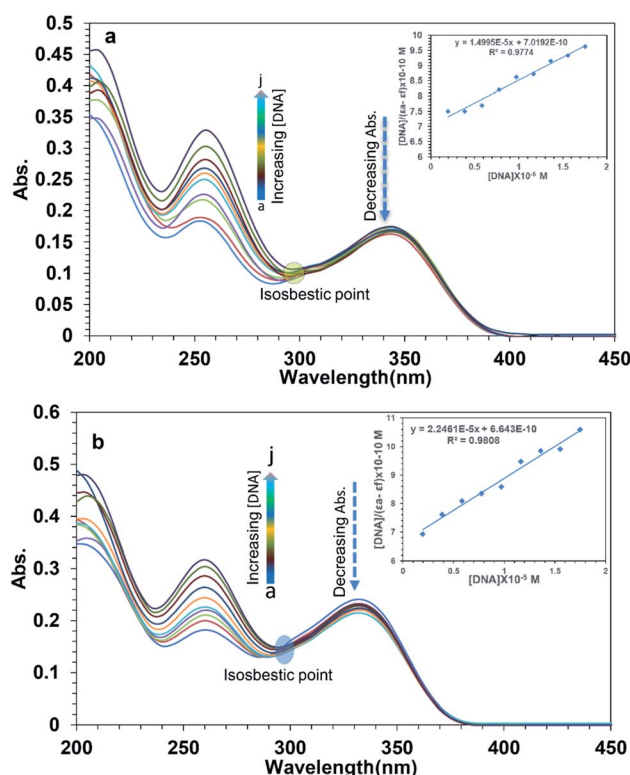 a
j
Increasing [DNA]
a
Decreasing Abs.
Isosbestic point
Abs.
0.5
0.45
0.4
0.35
0.3
0.25
0.2
0.15
0.1
0.05
0
200
250
300
350
400
450
Wavelength(nm)
y = 1.4995E-5x + 7.0192E-10
R² = 0.9774
[DNA]/(εa- εf)x10-10 M
10
9.5
9
8.5
8
7.5
7
6.5
6
0
0.5
1
1.5
2
[DNA]X10⁻⁵ M
b
j
Increasing [DNA]
a
Decreasing Abs.
Isosbestic point
Abs.
0.6
0.5
0.4
0.3
0.2
0.1
0
200
250
300
350
400
450
Wavelength(nm)
y = 2.2461E-5x + 6.643E-10
R² = 0.9808
[DNA]/(εa- εf)x10-10 M
11
10
9
8
7
6
0
0.5
1
1.5
2
[DNA]X10⁻⁵ M